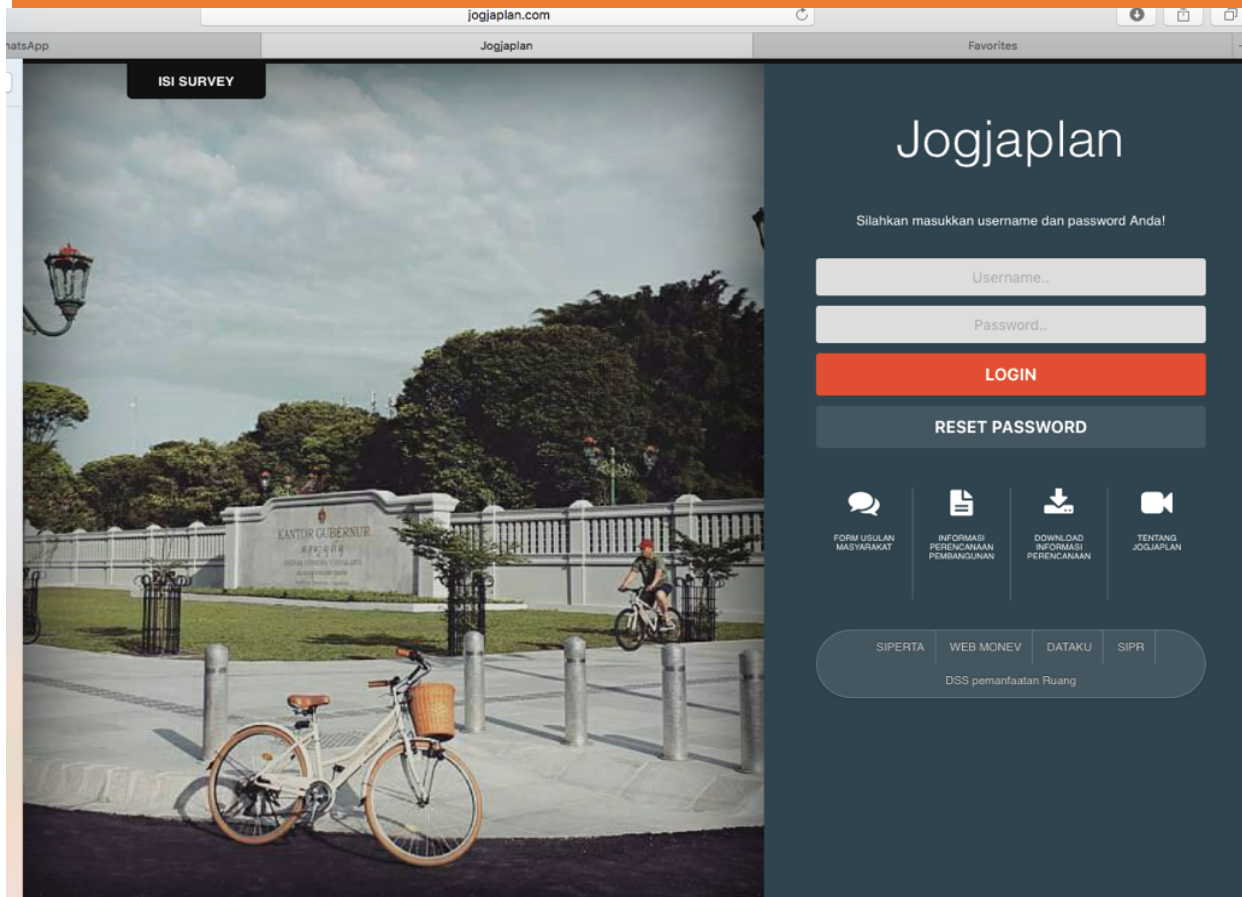 jogjaplan.com
hatsApp
Jogjaplan
Favorites
ISI SURVEY
KANTOR GUBERNUR
Jogjaplan
Silahkan masukkan username dan password Anda!
Username..
Password..
LOGIN
RESET PASSWORD
FORM USULAN
MASYARAKAT
INFORMASI
PERENCANAAN
PEMBANGUNAN
DOWNLOAD
INFORMASI
PERENCANAAN
TENTANG
JOGJAPLAN
SIPERTA WEB MONEV DATAKU SIPR
DSS pemanfaatan Ruang